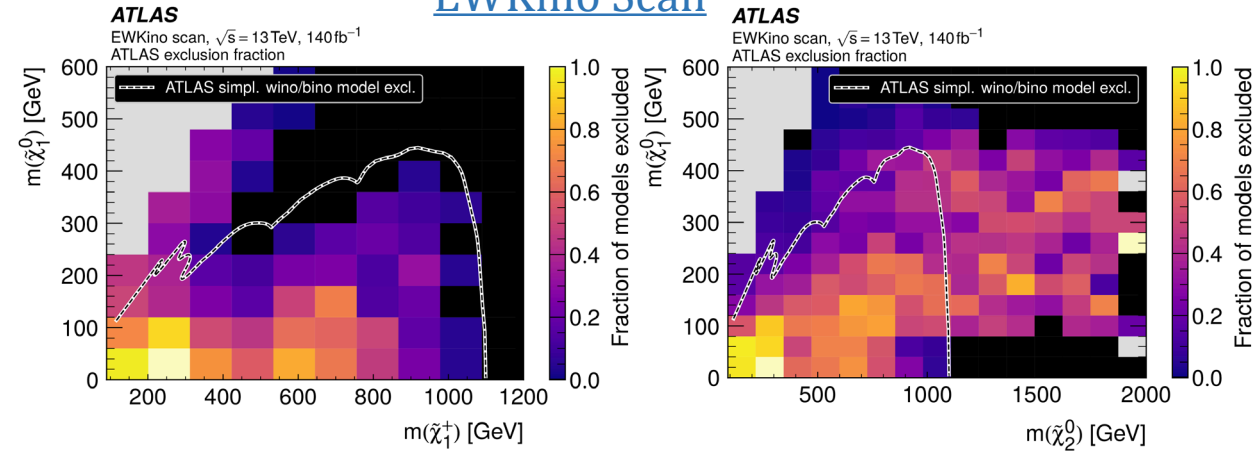 EWKino Scan
ATLAS
EWKino scan, √s = 13 TeV, 140 fb⁻¹
ATLAS exclusion fraction
ATLAS simpl. wino/bino model excl.
m(χ̃₁⁰) [GeV]
600
500
400
300
200
100
0
200 400 600 800 1000 1200
m(χ̃₁⁺) [GeV]
1.0
0.8
0.6
0.4
0.2
0.0
Fraction of models excluded
ATLAS
EWKino scan, √s = 13 TeV, 140 fb⁻¹
ATLAS exclusion fraction
ATLAS simpl. wino/bino model excl.
m(χ̃₁⁰) [GeV]
600
500
400
300
200
100
0
500 1000 1500 2000
m(χ̃₂⁰) [GeV]
1.0
0.8
0.6
0.4
0.2
0.0
Fraction of models excluded